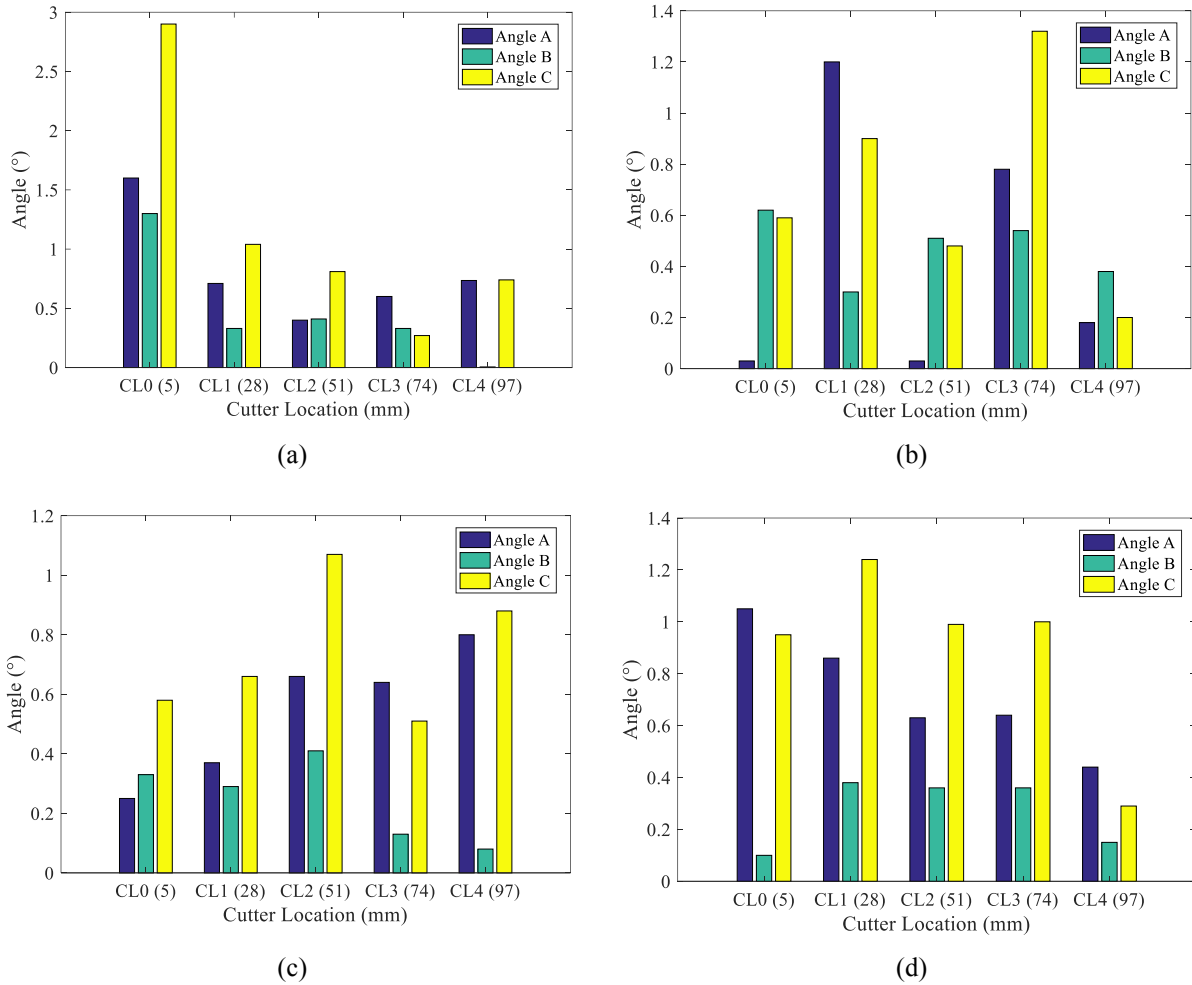 3
2.5
2
1.5
1
0.5
0
Angle (°)
Angle A
Angle B
Angle C
CL0 (5) CL1 (28) CL2 (51) CL3 (74) CL4 (97)
Cutter Location (mm)
(a)
1.4
1.2
1
0.8
0.6
0.4
0.2
0
Angle (°)
Angle A
Angle B
Angle C
CL0 (5) CL1 (28) CL2 (51) CL3 (74) CL4 (97)
Cutter Location (mm)
(b)
1.2
1
0.8
0.6
0.4
0.2
0
Angle (°)
Angle A
Angle B
Angle C
CL0 (5) CL1 (28) CL2 (51) CL3 (74) CL4 (97)
Cutter Location (mm)
(c)
1.4
1.2
1
0.8
0.6
0.4
0.2
0
Angle (°)
Angle A
Angle B
Angle C
CL0 (5) CL1 (28) CL2 (51) CL3 (74) CL4 (97)
Cutter Location (mm)
(d)